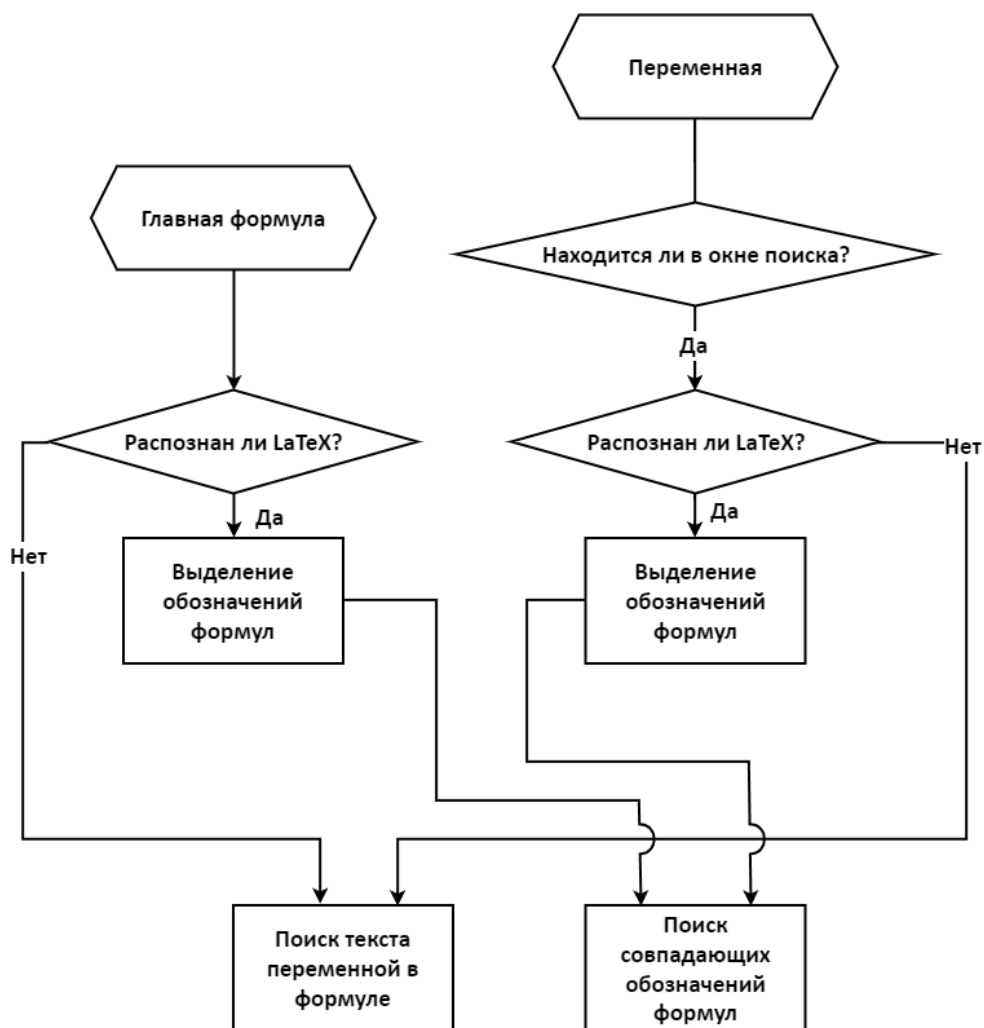 Переменная
Главная формула
Находится ли в окне поиска?
Да
Распознан ли LaTeX?
Распознан ли LaTeX?
Нет
Да
Да
Нет
Выделение
обозначений
формул
Выделение
обозначений
формул
Поиск текста
переменной в
формуле
Поиск
совпадающих
обозначений
формул